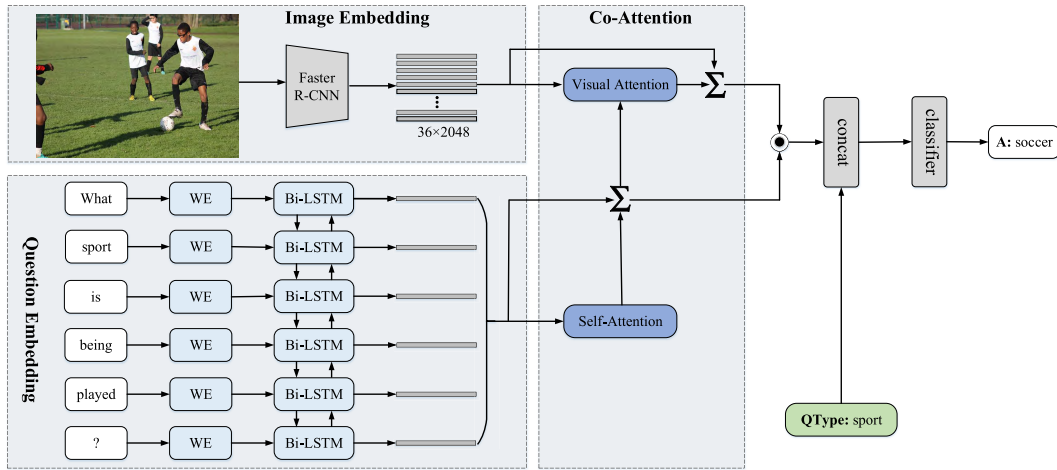 Image Embedding
Co-Attention
Faster
R-CNN
36×2048
Visual Attention
Σ
concat
classifier
A: soccer
Question Embedding
What
WE
Bi-LSTM
sport
WE
Bi-LSTM
is
WE
Bi-LSTM
being
WE
Bi-LSTM
played
WE
Bi-LSTM
?
WE
Bi-LSTM
Σ
Self-Attention
QType: sport